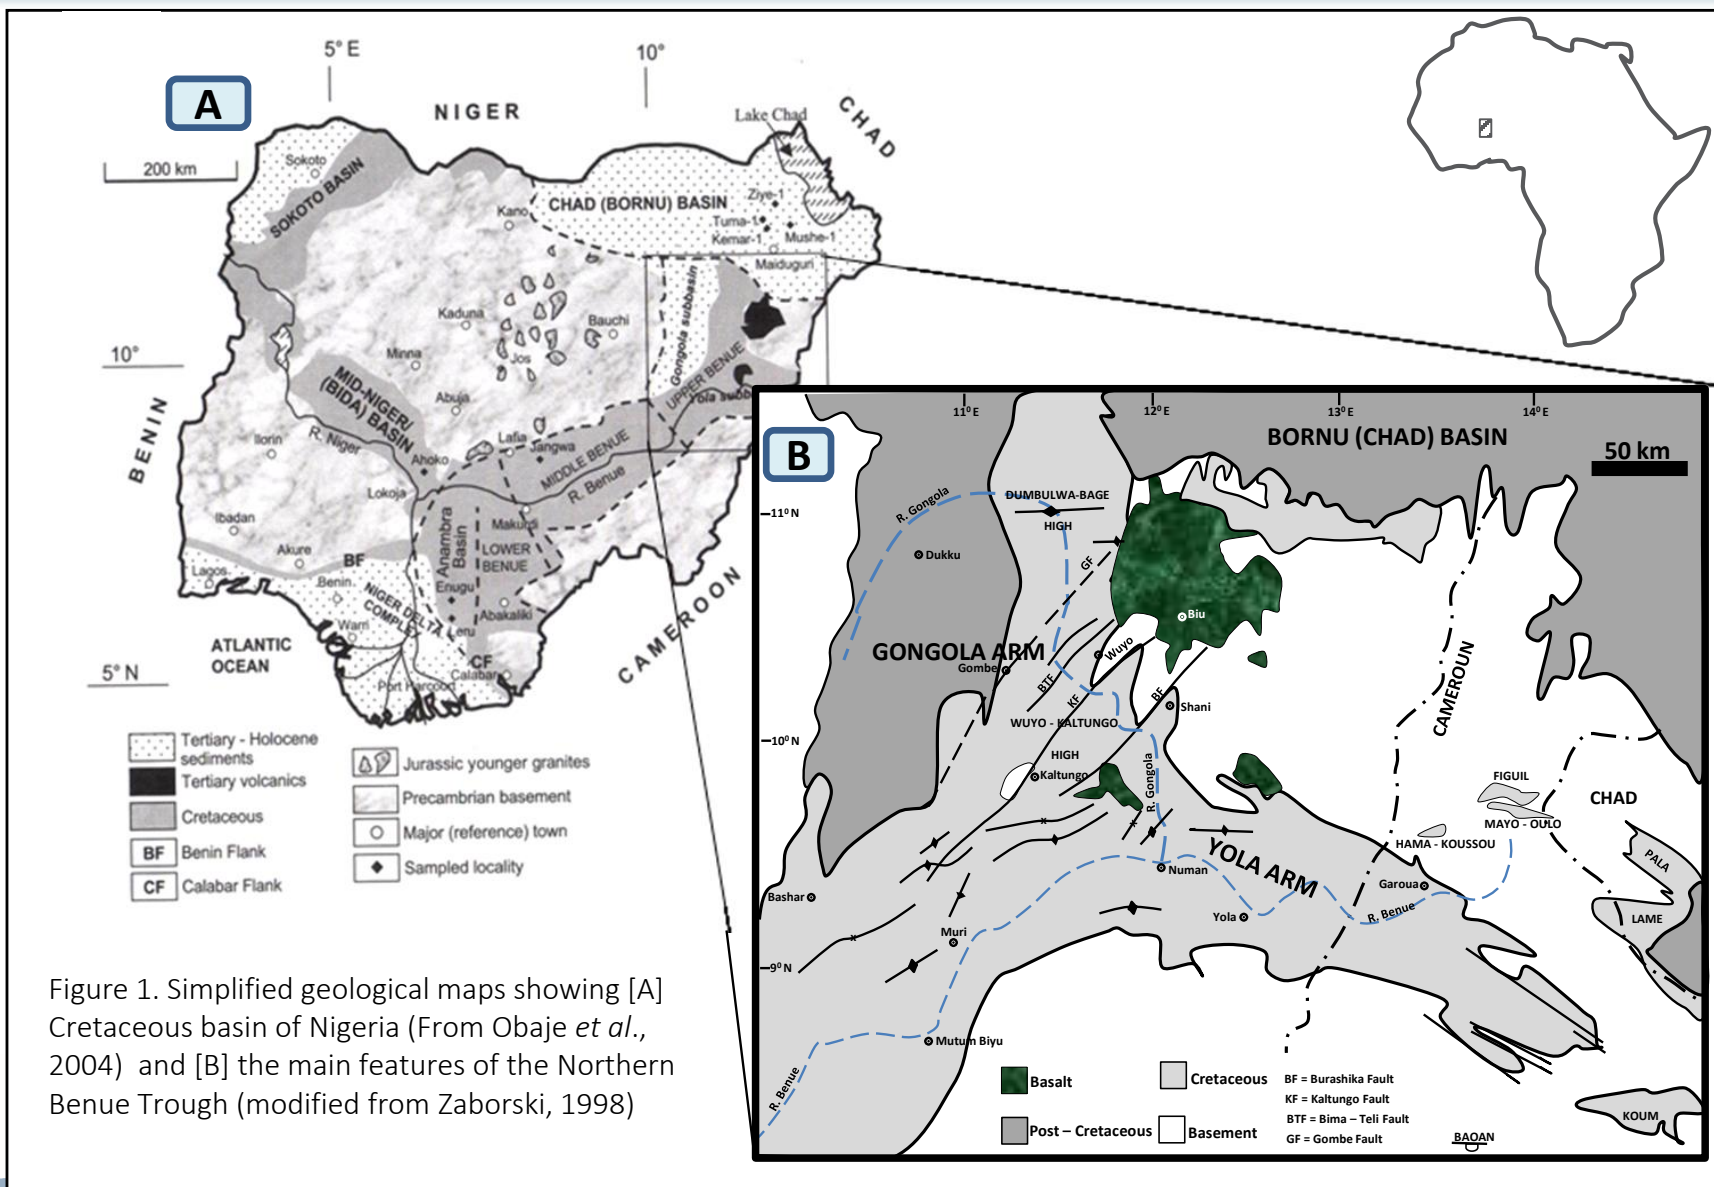 A
5° E
10°
NIGER
CHAD
Lake Chad
200 km
Sokoto
SOKOTO BASIN
Kano
CHAD (BORNU) BASIN
Ziye-1
Tuma-1
Kemar-1
Mushe-1
Maiduguri
Gongola subbasin
Kaduna
Bauchi
Jos
10°
Minna
MID-NIGER/
(BIDA) BASIN
Abuja
UPPER BENUE
Yola subb
BENIN
Ilorin
R. Niger
Ahoko
Lafia
Jangwa
MIDDLE BENUE
R. Benue
Lokoja
Makurdi
Ibadan
Akure
BF
Anambra
Basin
LOWER
BENUE
Lagos
Benin
Enugu
Abakaliki
NIGER DELTA
COMPLEX
Warri
Leru
ATLANTIC
OCEAN
CF
Calabar
CAMEROON
5° N
Port Harcourt
Tertiary - Holocene
sediments
Tertiary volcanics
Cretaceous
BF Benin Flank
CF Calabar Flank
Jurassic younger granites
Precambrian basement
Major (reference) town
Sampled locality
B
11⁰ E
12⁰ E
13⁰ E
14⁰ E
BORNU (CHAD) BASIN
50 km
R. Gongola
DUMBULWA-BAGE
HIGH
11⁰ N
Dukku
GF
Biu
GONGOLA ARM
Gombe
Wuyo
BTF
KF
BF
Shani
WUYO - KALTUNGO
HIGH
10⁰ N
Kaltungo
R. Gongola
CAMEROUN
FIGUIL
CHAD
MAYO - OULO
HAMA - KOUSSOU
YOLA ARM
PALA
Numan
Garoua
Bashar
Yola
R. Benue
LAME
Muri
9⁰ N
Mutum Biyu
R. Benue
Basalt
Cretaceous
Post – Cretaceous
Basement
BF = Burashika Fault
KF = Kaltungo Fault
BTF = Bima – Teli Fault
GF = Gombe Fault
KOUM
BAOAN
Figure 1. Simplified geological maps showing [A]
Cretaceous basin of Nigeria (From Obaje et al.,
2004) and [B] the main features of the Northern
Benue Trough (modified from Zaborski, 1998)